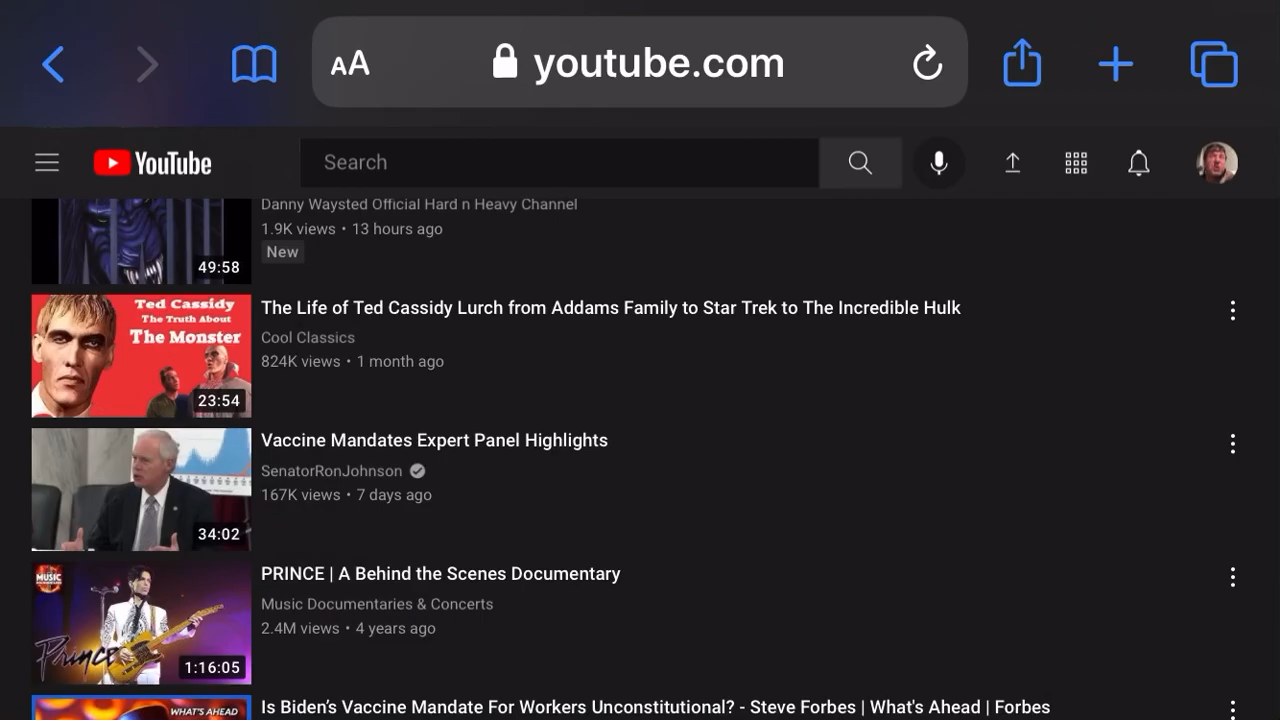 AA
youtube.com
YouTube
Search
Danny Waysted Official Hard n Heavy Channel
1.9K views • 13 hours ago
New
49:58
Ted Cassidy
The Truth About
The Monster
23:54
The Life of Ted Cassidy Lurch from Addams Family to Star Trek to The Incredible Hulk
Cool Classics
824K views • 1 month ago
34:02
Vaccine Mandates Expert Panel Highlights
SenatorRonJohnson
167K views • 7 days ago
MUSIC
Prince
1:16:05
PRINCE | A Behind the Scenes Documentary
Music Documentaries & Concerts
2.4M views • 4 years ago
WHAT'S AHEAD
Is Biden's Vaccine Mandate For Workers Unconstitutional? - Steve Forbes | What's Ahead | Forbes